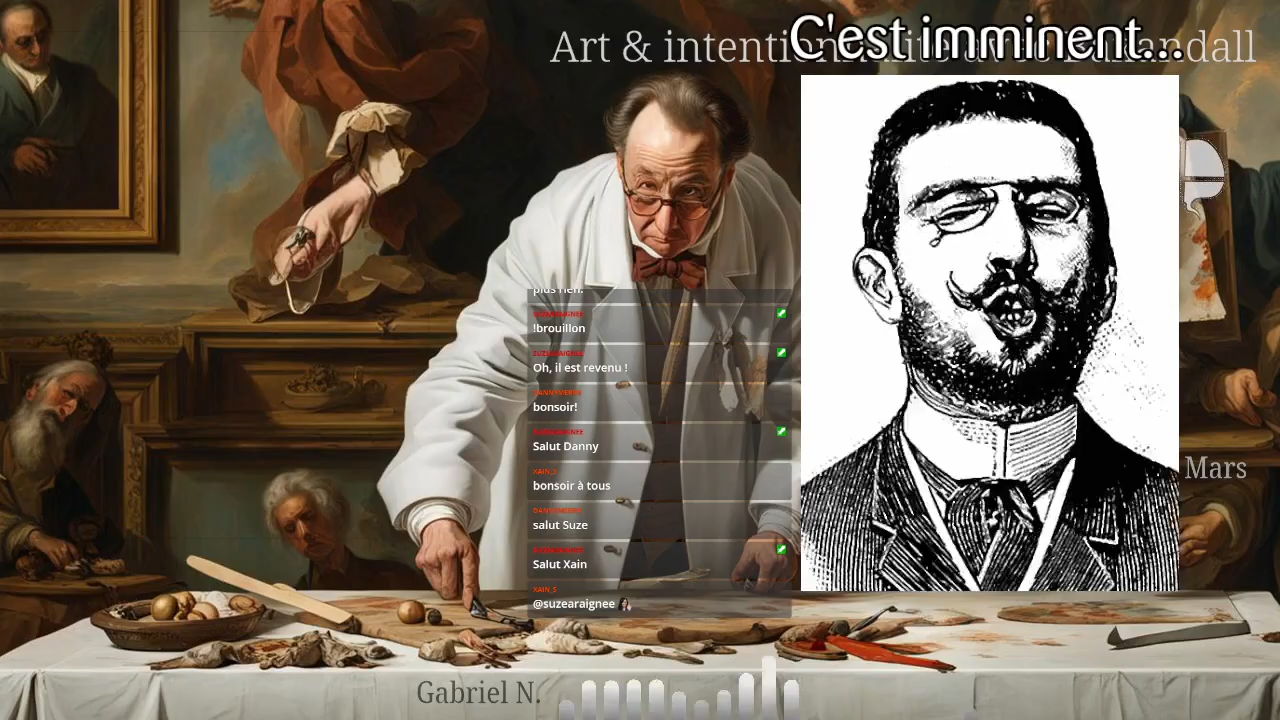 C'est imminent...
Art & intenti
ndall
plus rien.
!brouillon
Oh, il est revenu !
bonsoir!
SUZEARAIGNEE
Salut Danny
XAIN_S
bonsoir à tous
salut Suze
Salut Xain
XAIN_S
@suzearaignee
Mars
Gabriel N.